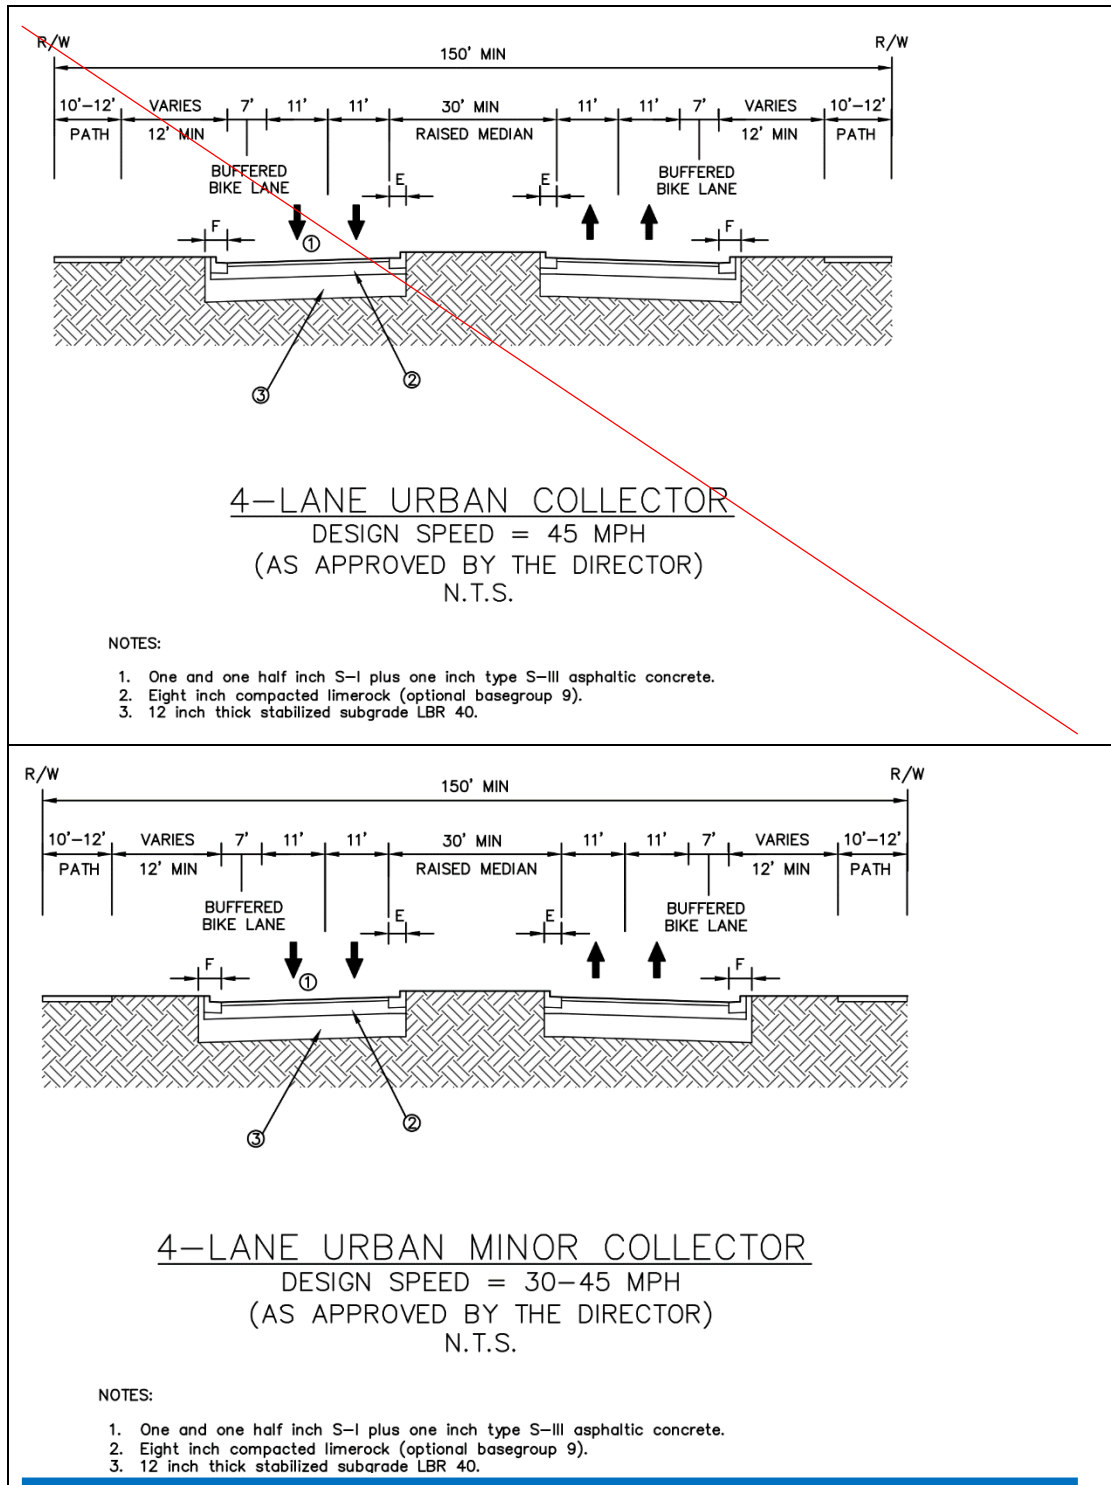 R/W R/W
150' MIN
10'-12' VARIES 7' 11' 11' 30' MIN 11' 11' 7' VARIES 10'-12'
PATH 12' MIN RAISED MEDIAN 12' MIN PATH
BUFFERED BUFFERED
BIKE LANE BIKE LANE
E E
F F
①
②
③
4-LANE URBAN COLLECTOR
DESIGN SPEED = 45 MPH
(AS APPROVED BY THE DIRECTOR)
N.T.S.
NOTES:
1. One and one half inch S-I plus one inch type S-III asphaltic concrete.
2. Eight inch compacted limerock (optional basegroup 9).
3. 12 inch thick stabilized subgrade LBR 40.
R/W R/W
150' MIN
10'-12' VARIES 7' 11' 11' 30' MIN 11' 11' 7' VARIES 10'-12'
PATH 12' MIN RAISED MEDIAN 12' MIN PATH
BUFFERED BUFFERED
BIKE LANE BIKE LANE
E E
F F
①
②
③
4-LANE URBAN MINOR COLLECTOR
DESIGN SPEED = 30-45 MPH
(AS APPROVED BY THE DIRECTOR)
N.T.S.
NOTES:
1. One and one half inch S-I plus one inch type S-III asphaltic concrete.
2. Eight inch compacted limerock (optional basegroup 9).
3. 12 inch thick stabilized subgrade LBR 40.